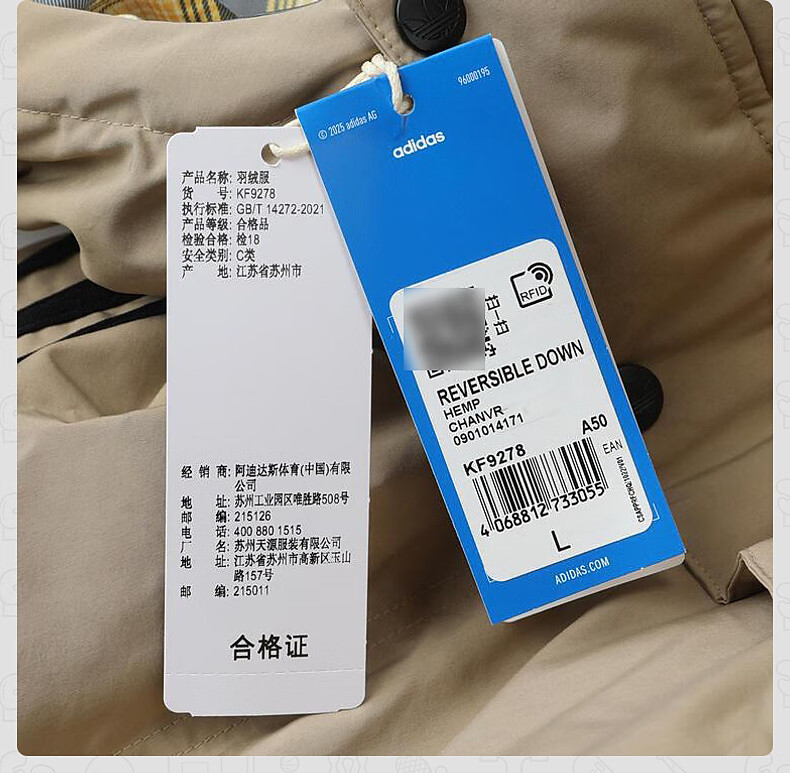 产品名称: 羽绒服
货 号: KF9278
执行标准: GB/T 14272-2021
产品等级: 合格品
检验合格: 检18
安全类别: C类
产 地: 江苏省苏州市
经 销 商: 阿迪达斯体育(中国)有限
公司
地 址: 苏州工业园区唯胜路508号
邮 编: 215126
电 话: 400 880 1515
厂 名: 苏州天源服装有限公司
地 址: 江苏省苏州市高新区玉山
路157号
邮 编: 215011
合格证
96000195
© 2025 adidas AG
adidas
RFID
REVERSIBLE DOWN
HEMP
CHANVR
0901014171
A50
KF9278
EAN
4 068812 733055
L
ADIDAS.COM